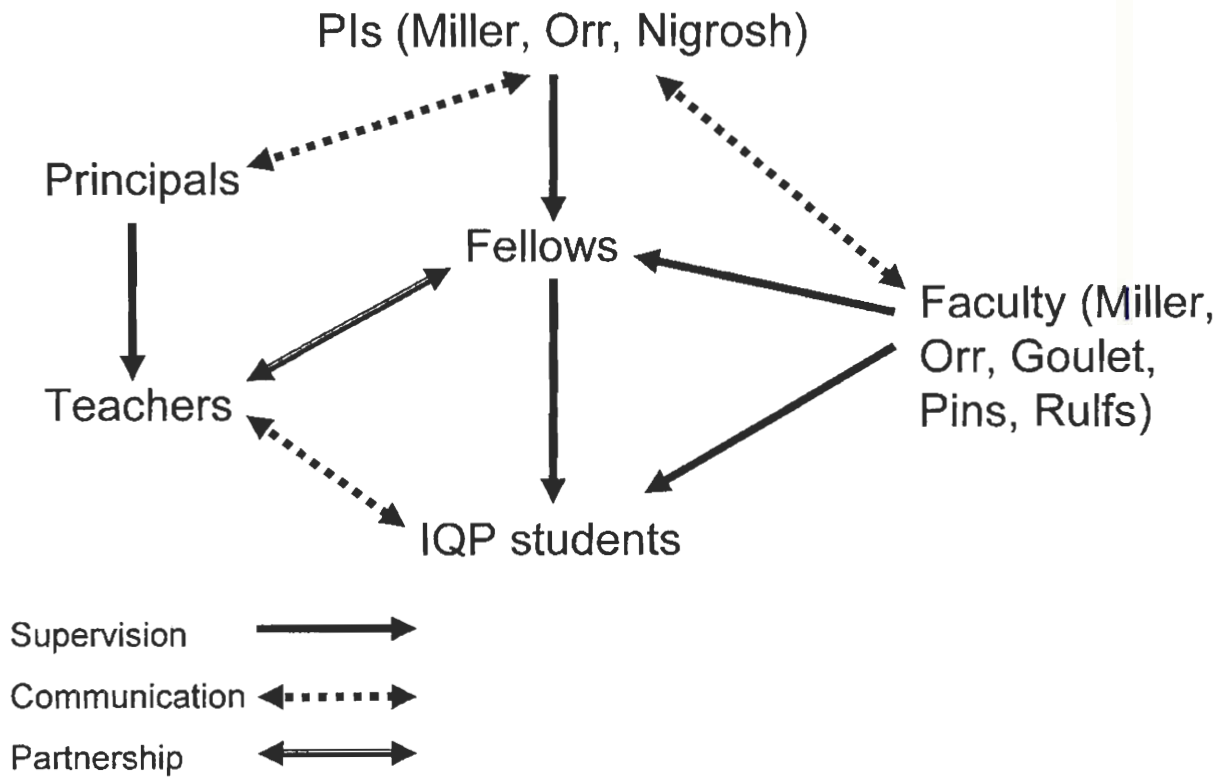 PIs (Miller, Orr, Nigrosh)
Principals
Fellows
Faculty (Miller,
Orr, Goulet,
Pins, Rulfs)
Teachers
IQP students
Supervision
Communication
Partnership